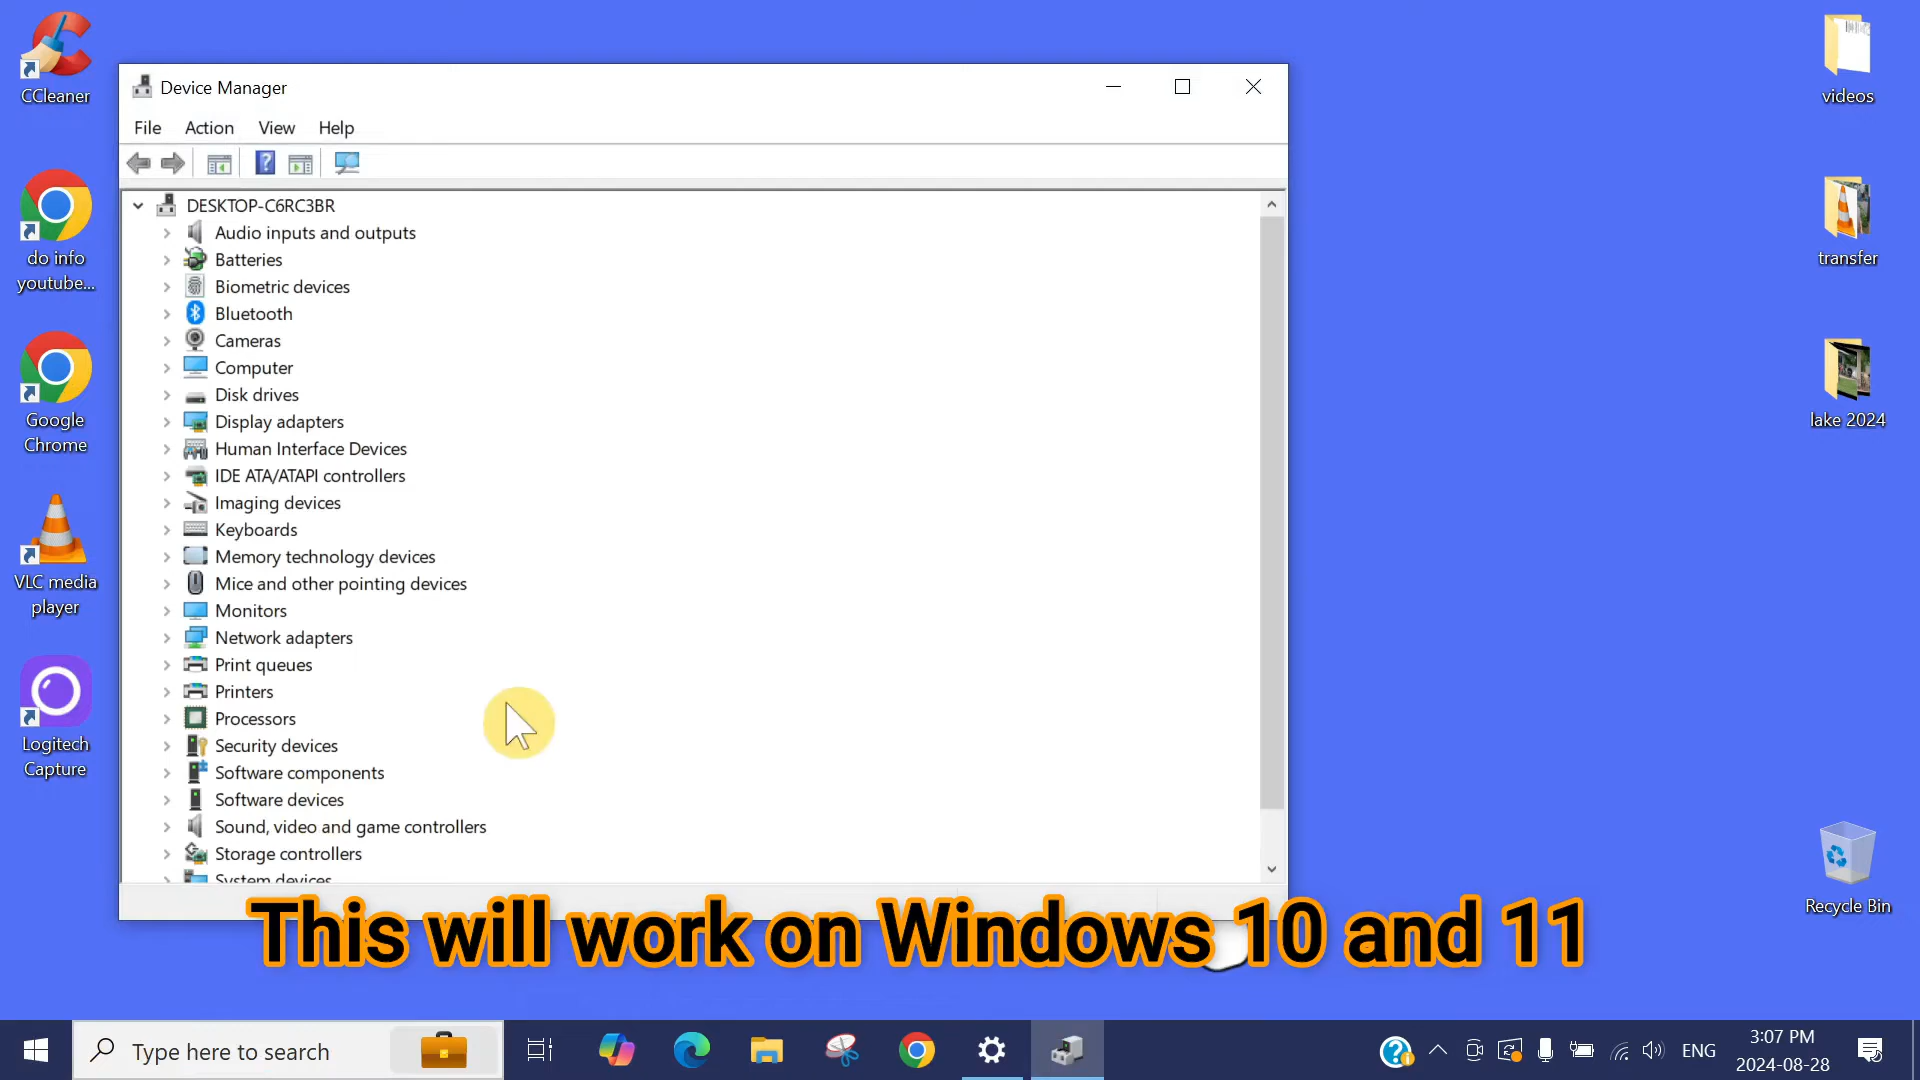 CCleaner
do info
youtube...
Google
Chrome
VLC media
player
Logitech
Capture
Device Manager
File Action View Help
DESKTOP-C6RC3BR
Audio inputs and outputs
Batteries
Biometric devices
Bluetooth
Cameras
Computer
Disk drives
Display adapters
Human Interface Devices
IDE ATA/ATAPI controllers
Imaging devices
Keyboards
Memory technology devices
Mice and other pointing devices
Monitors
Network adapters
Print queues
Printers
Processors
Security devices
Software components
Software devices
Sound, video and game controllers
Storage controllers
System devices
videos
transfer
lake 2024
Recycle Bin
This will work on Windows 10 and 11
Type here to search
ENG
3:07 PM
2024-08-28